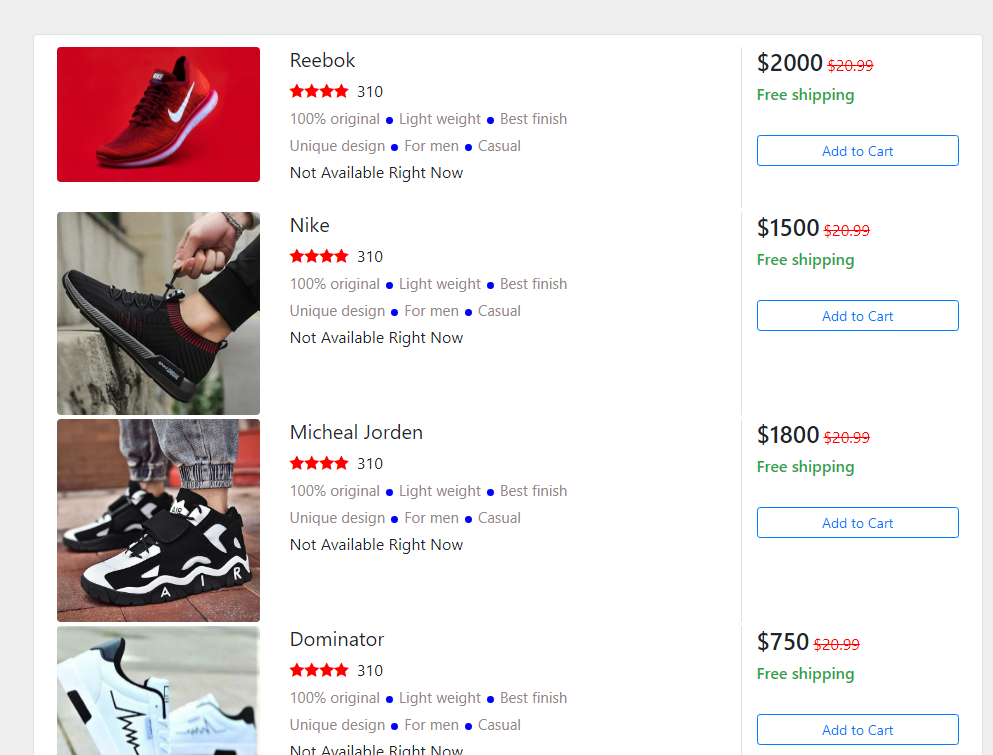 Reebok
310
100% original • Light weight • Best finish
Unique design • For men • Casual
Not Available Right Now
$2000 $20.99
Free shipping
Add to Cart
NIKE
Nike
310
100% original • Light weight • Best finish
Unique design • For men • Casual
Not Available Right Now
$1500 $20.99
Free shipping
Add to Cart
Micheal Jorden
310
100% original • Light weight • Best finish
Unique design • For men • Casual
Not Available Right Now
$1800 $20.99
Free shipping
Add to Cart
AIR
A I R
Dominator
310
100% original • Light weight • Best finish
Unique design • For men • Casual
Not Available Right Now
$750 $20.99
Free shipping
Add to Cart